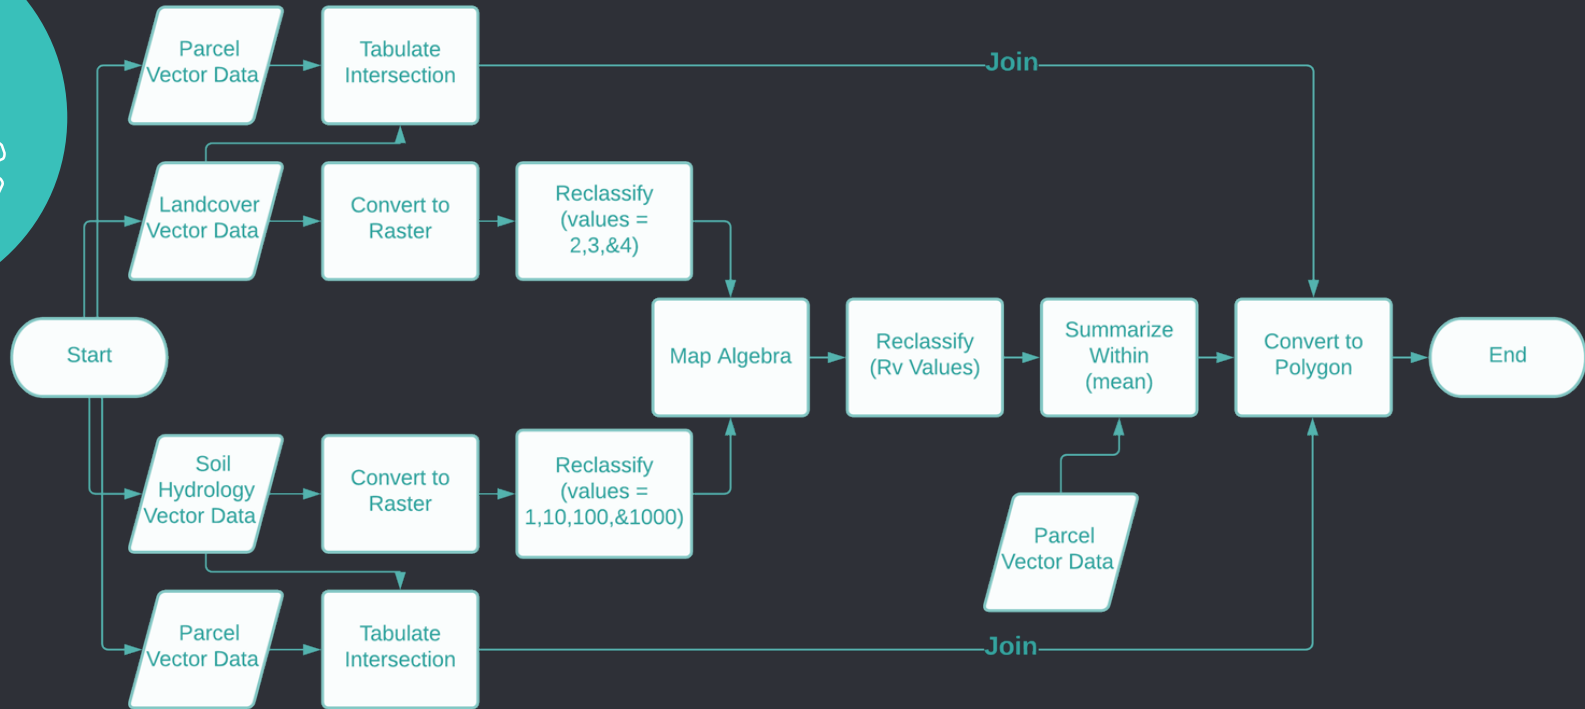 Parcel
Vector Data
Tabulate
Intersection
Join
Landcover
Vector Data
Convert to
Raster
Reclassify
(values =
2,3,&4)
Start
Map Algebra
Reclassify
(Rv Values)
Summarize
Within
(mean)
Convert to
Polygon
End
Soil
Hydrology
Vector Data
Convert to
Raster
Reclassify
(values =
1,10,100,&1000)
Parcel
Vector Data
Parcel
Vector Data
Tabulate
Intersection
Join